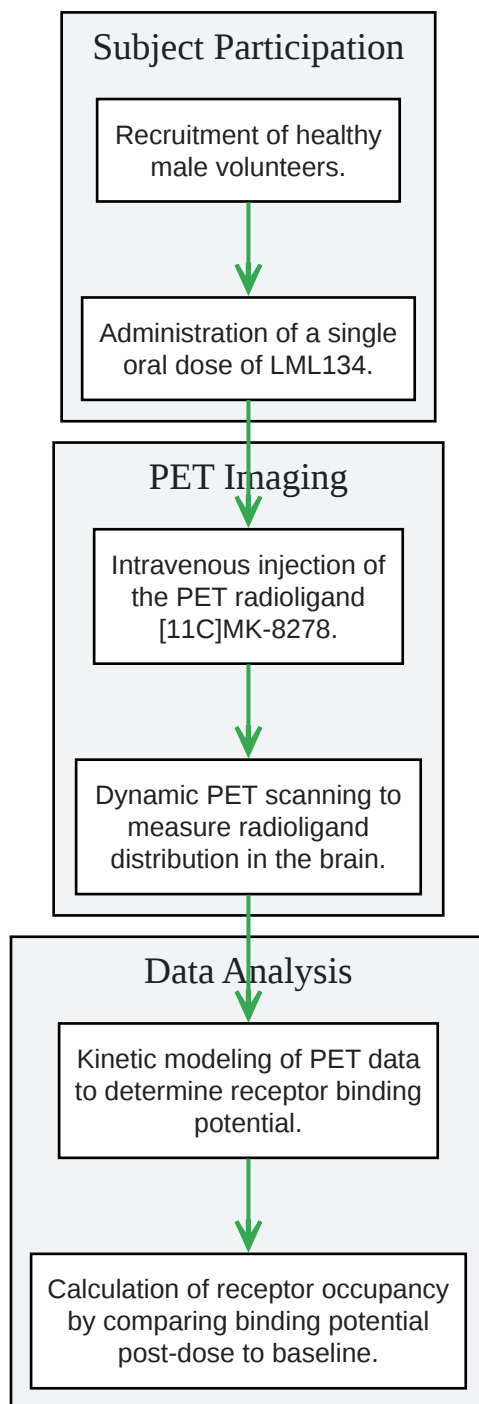 Subject Participation
Recruitment of healthy
male volunteers.
Administration of a single
oral dose of LML134.
PET Imaging
Intravenous injection of
the PET radioligand
[11C]MK-8278.
Dynamic PET scanning to
measure radioligand
distribution in the brain.
Data Analysis
Kinetic modeling of PET data
to determine receptor binding
potential.
Calculation of receptor occupancy
by comparing binding potential
post-dose to baseline.